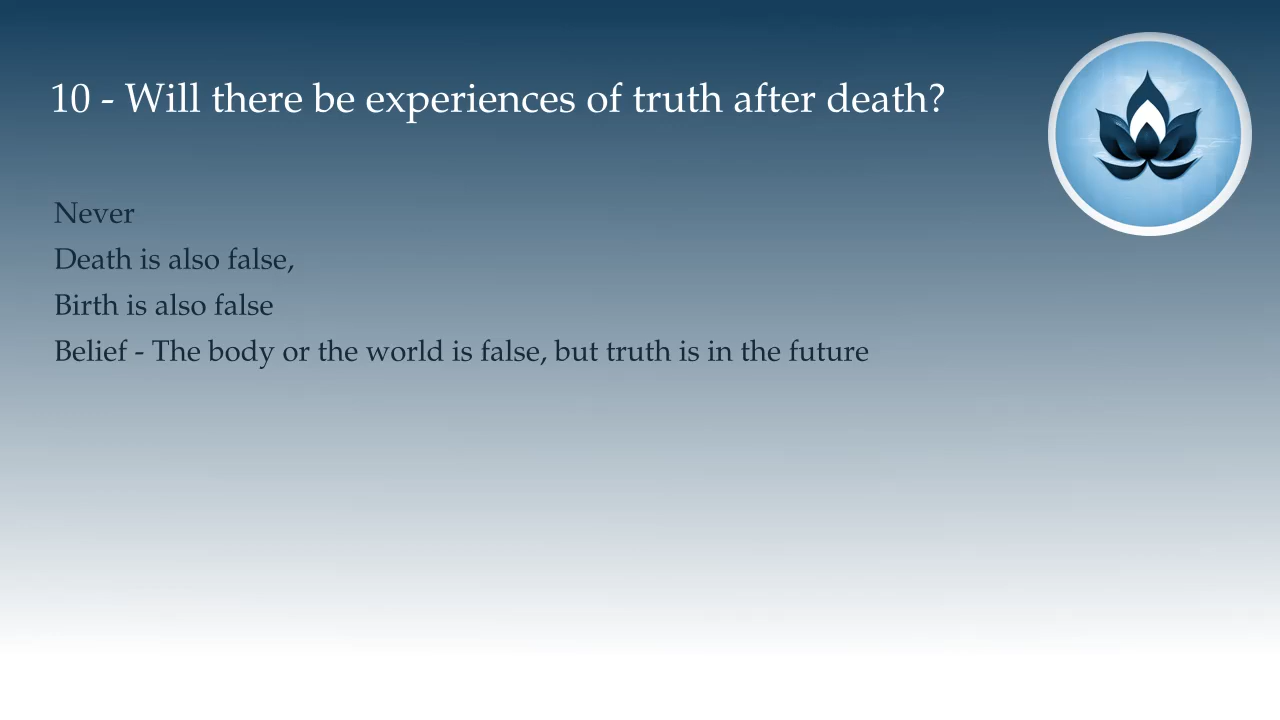 10 - Will there be experiences of truth after death?
Never
Death is also false,
Birth is also false
Belief - The body or the world is false, but truth is in the future